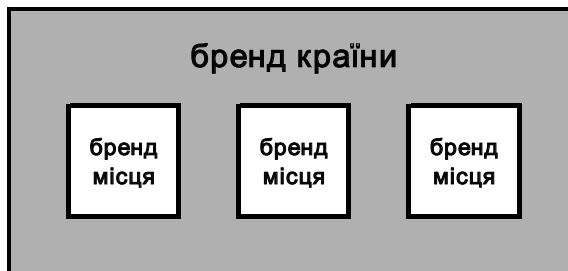 бренд країни
бренд
місця
бренд
місця
бренд
місця